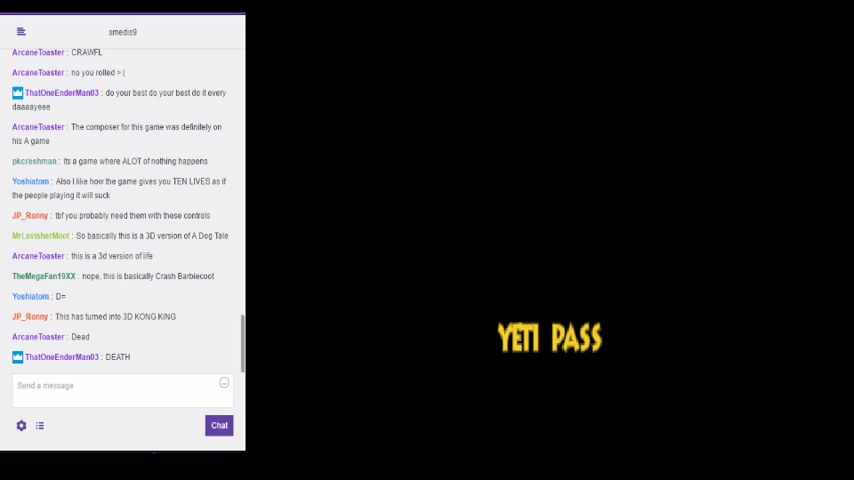 smedis9
ArcaneToaster : CRAWFL
ArcaneToaster : no you rolled >:(
ThatOneEnderMan03 : do your best do your best do it every
daaaayeee
ArcaneToaster : The composer for this game was definitely on
his A game
pkcreshman : Its a game where ALOT of nothing happens
Yoshiatom : Also I like how the game gives you TEN LIVES as if
the people playing it will suck
JP_Ronny : tbf you probably need them with these controls
MrLavisherMoot : So basically this is a 3D version of A Dog Tale
ArcaneToaster : this is a 3d version of life
TheMegaFan19XX : nope, this is basically Crash Barbiecoot
Yoshiatom : D=
JP_Ronny : This has turned into 3D KONG KING
ArcaneToaster : Dead
ThatOneEnderMan03 : DEATH
Send a message
Chat
YETI PASS